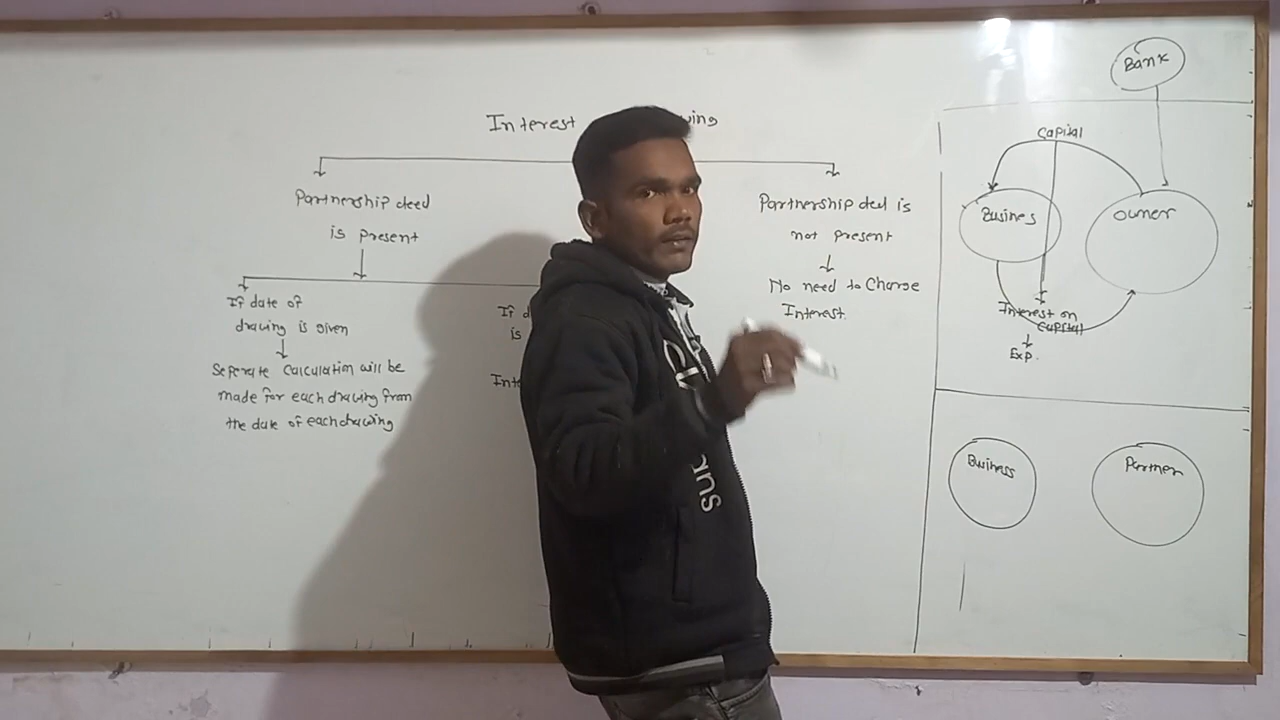 Interest wing
Partnership deed
is present
If date of
drawing is given
Seperate Calculation will be
made for each drawing from
the date of each drawing
If d
is
Inte
Partnership deed is
not present
No need to Charge
Interest.
Bank
Capital
Busines
Owner
Interest on
Capital
Exp.
Business
Partner